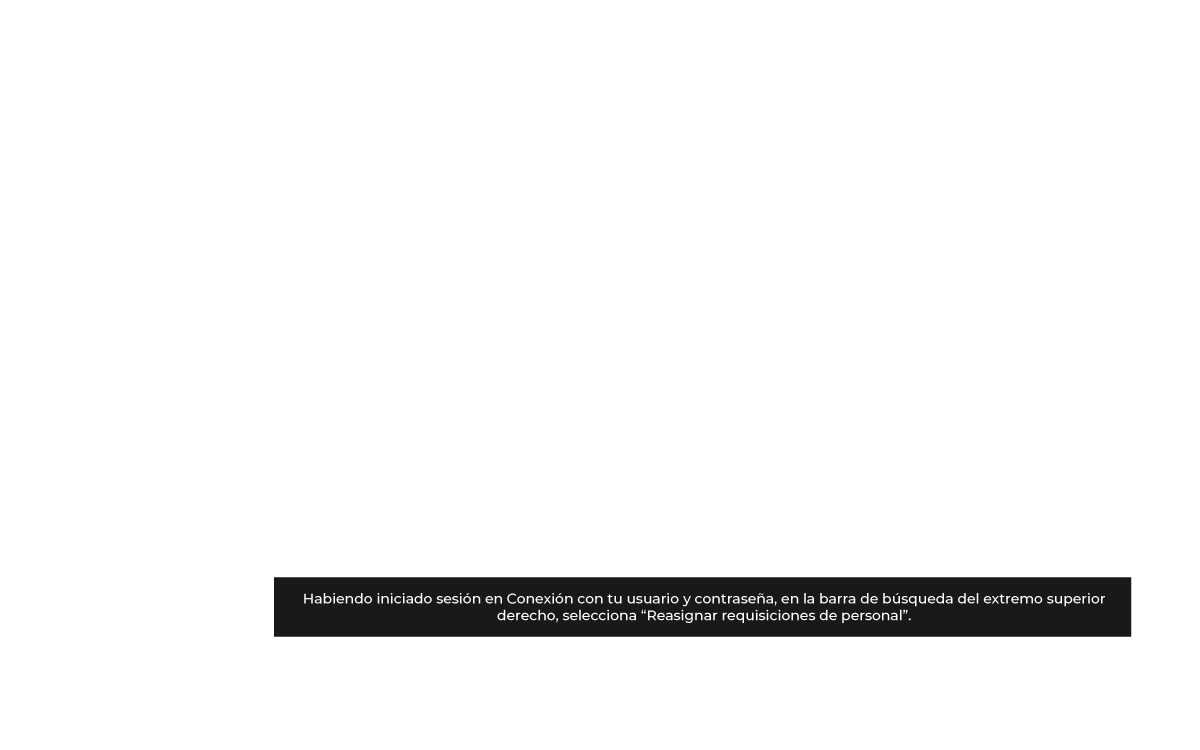 Habiendo iniciado sesión en Conexión con tu usuario y contraseña, en la barra de búsqueda del extremo superior
derecho, selecciona “Reasignar requisiciones de personal”.